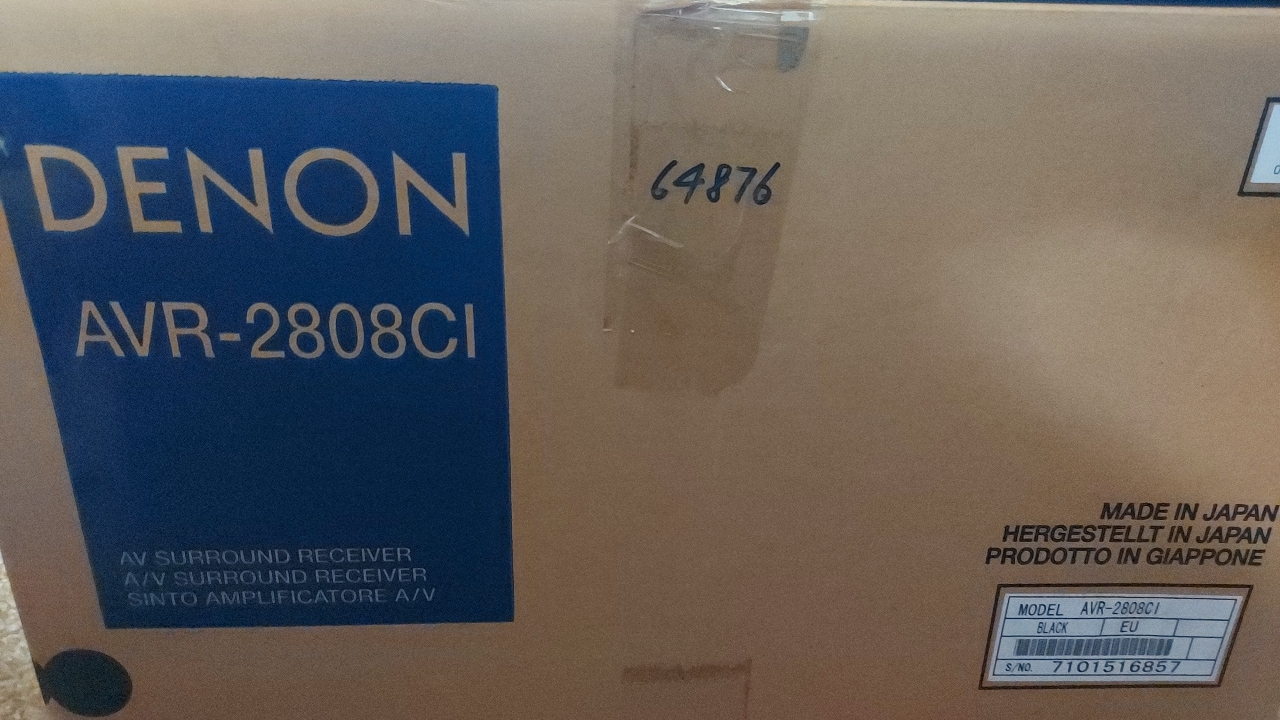 DENON
AVR-2808CI
AV SURROUND RECEIVER
A/V SURROUND RECEIVER
SINTO AMPLIFICATORE A/V
64876
MADE IN JAPAN
HERGESTELLT IN JAPAN
PRODOTTO IN GIAPPONE
MODEL AVR-2808CI
BLACK EU
S/NO. 7101516857